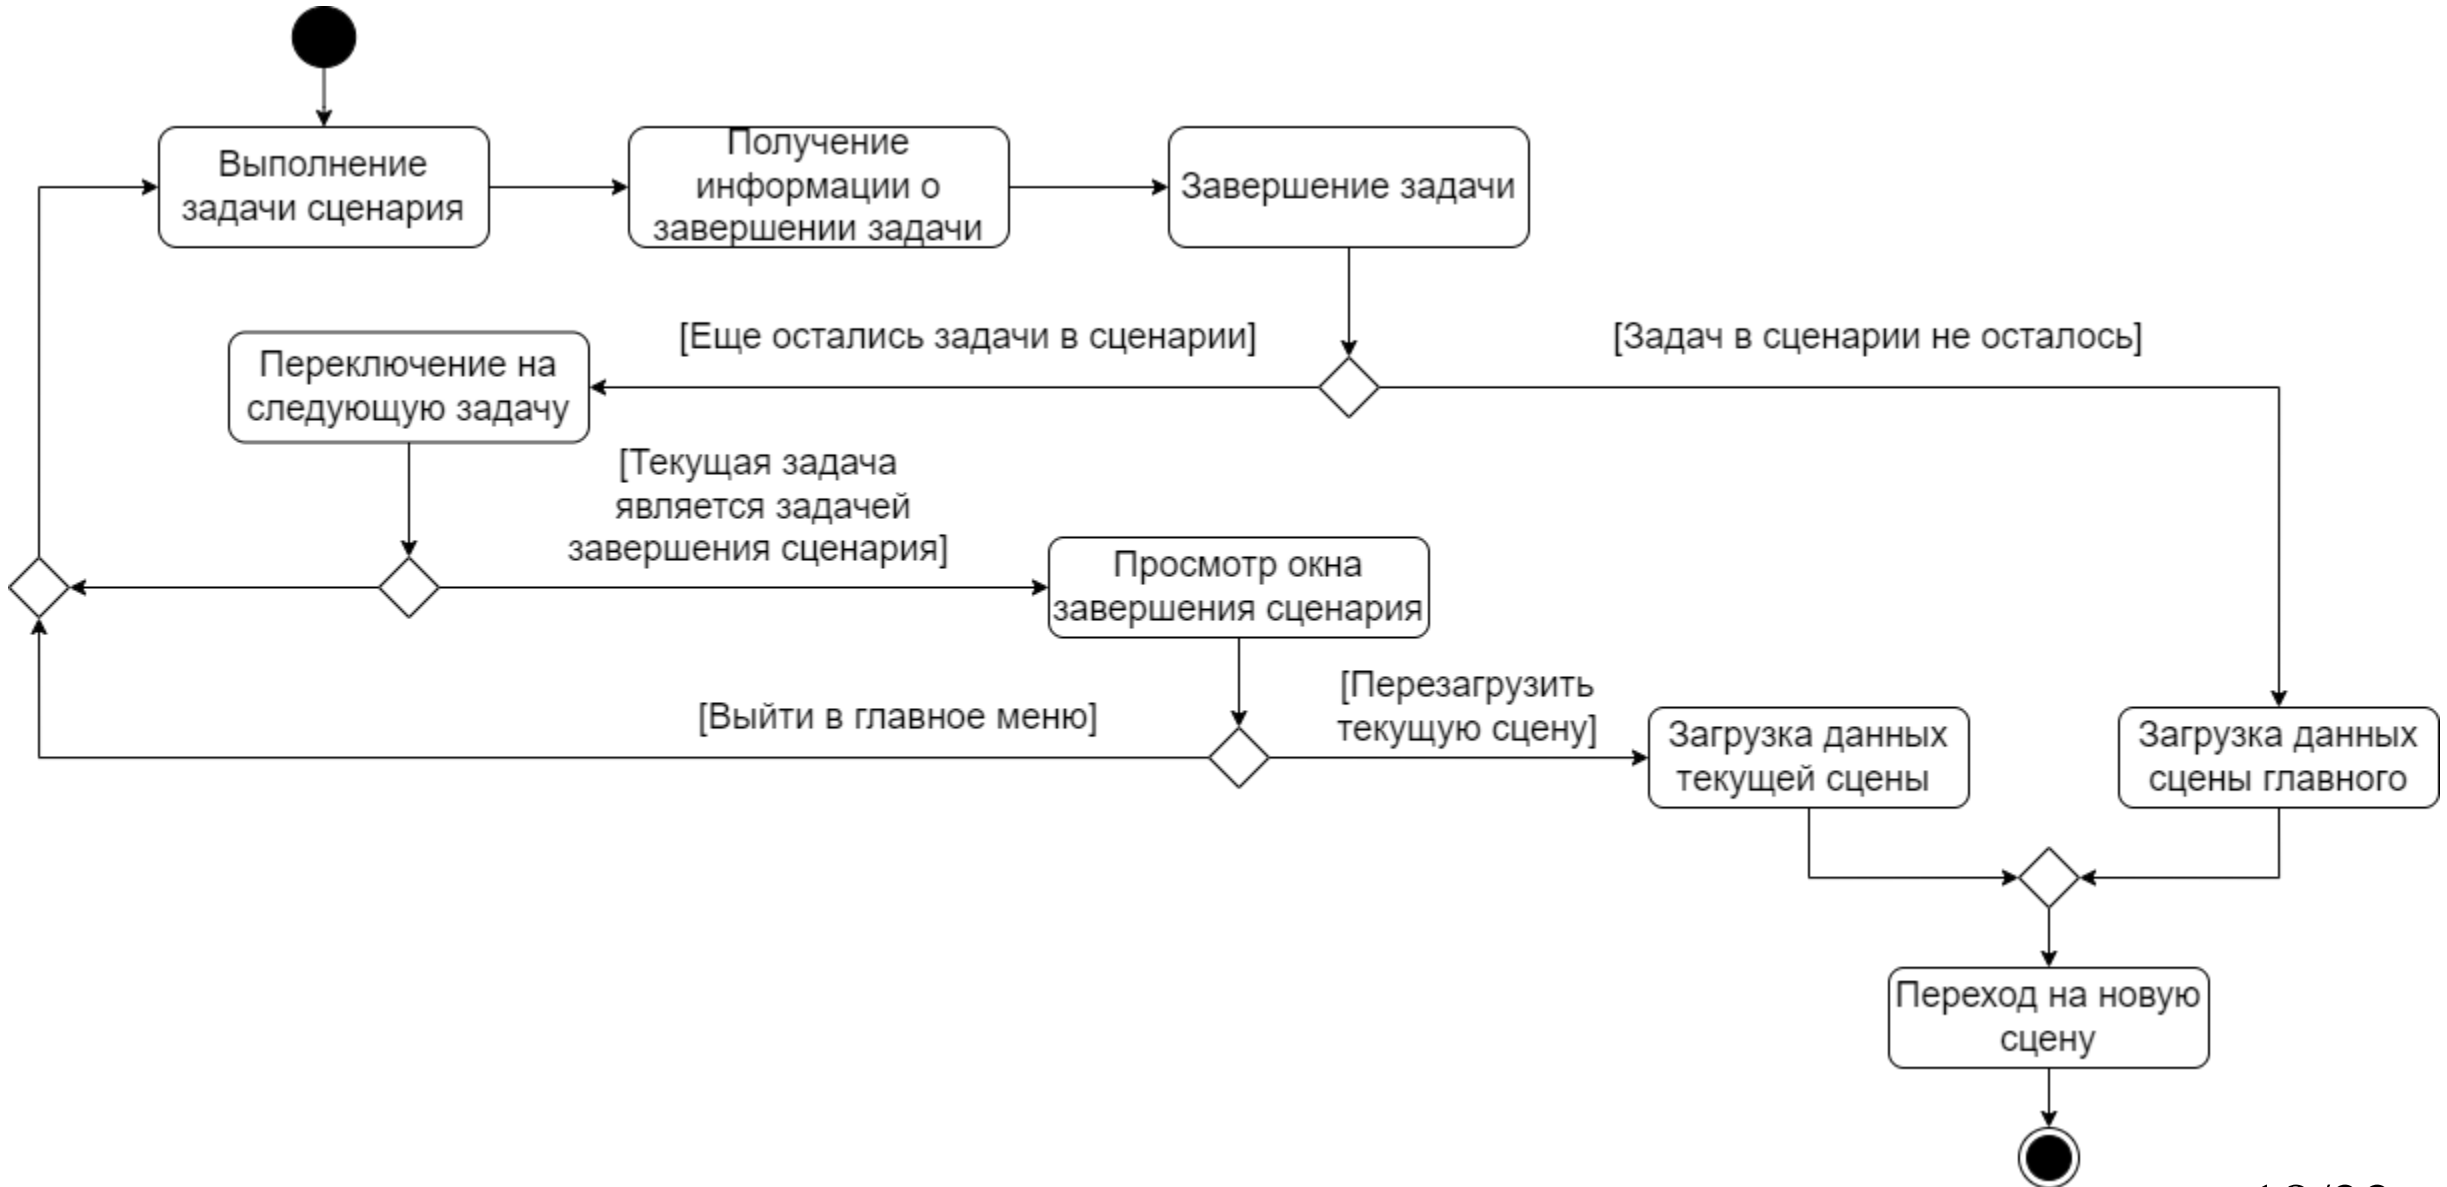 Выполнение
задачи сценария
Получение
информации о
завершении задачи
Завершение задачи
[Еще остались задачи в сценарии]
[Задач в сценарии не осталось]
Переключение на
следующую задачу
[Текущая задача
является задачей
завершения сценария]
Просмотр окна
завершения сценария
[Выйти в главное меню]
[Перезагрузить
текущую сцену]
Загрузка данных
текущей сцены
Загрузка данных
сцены главного
Переход на новую
сцену